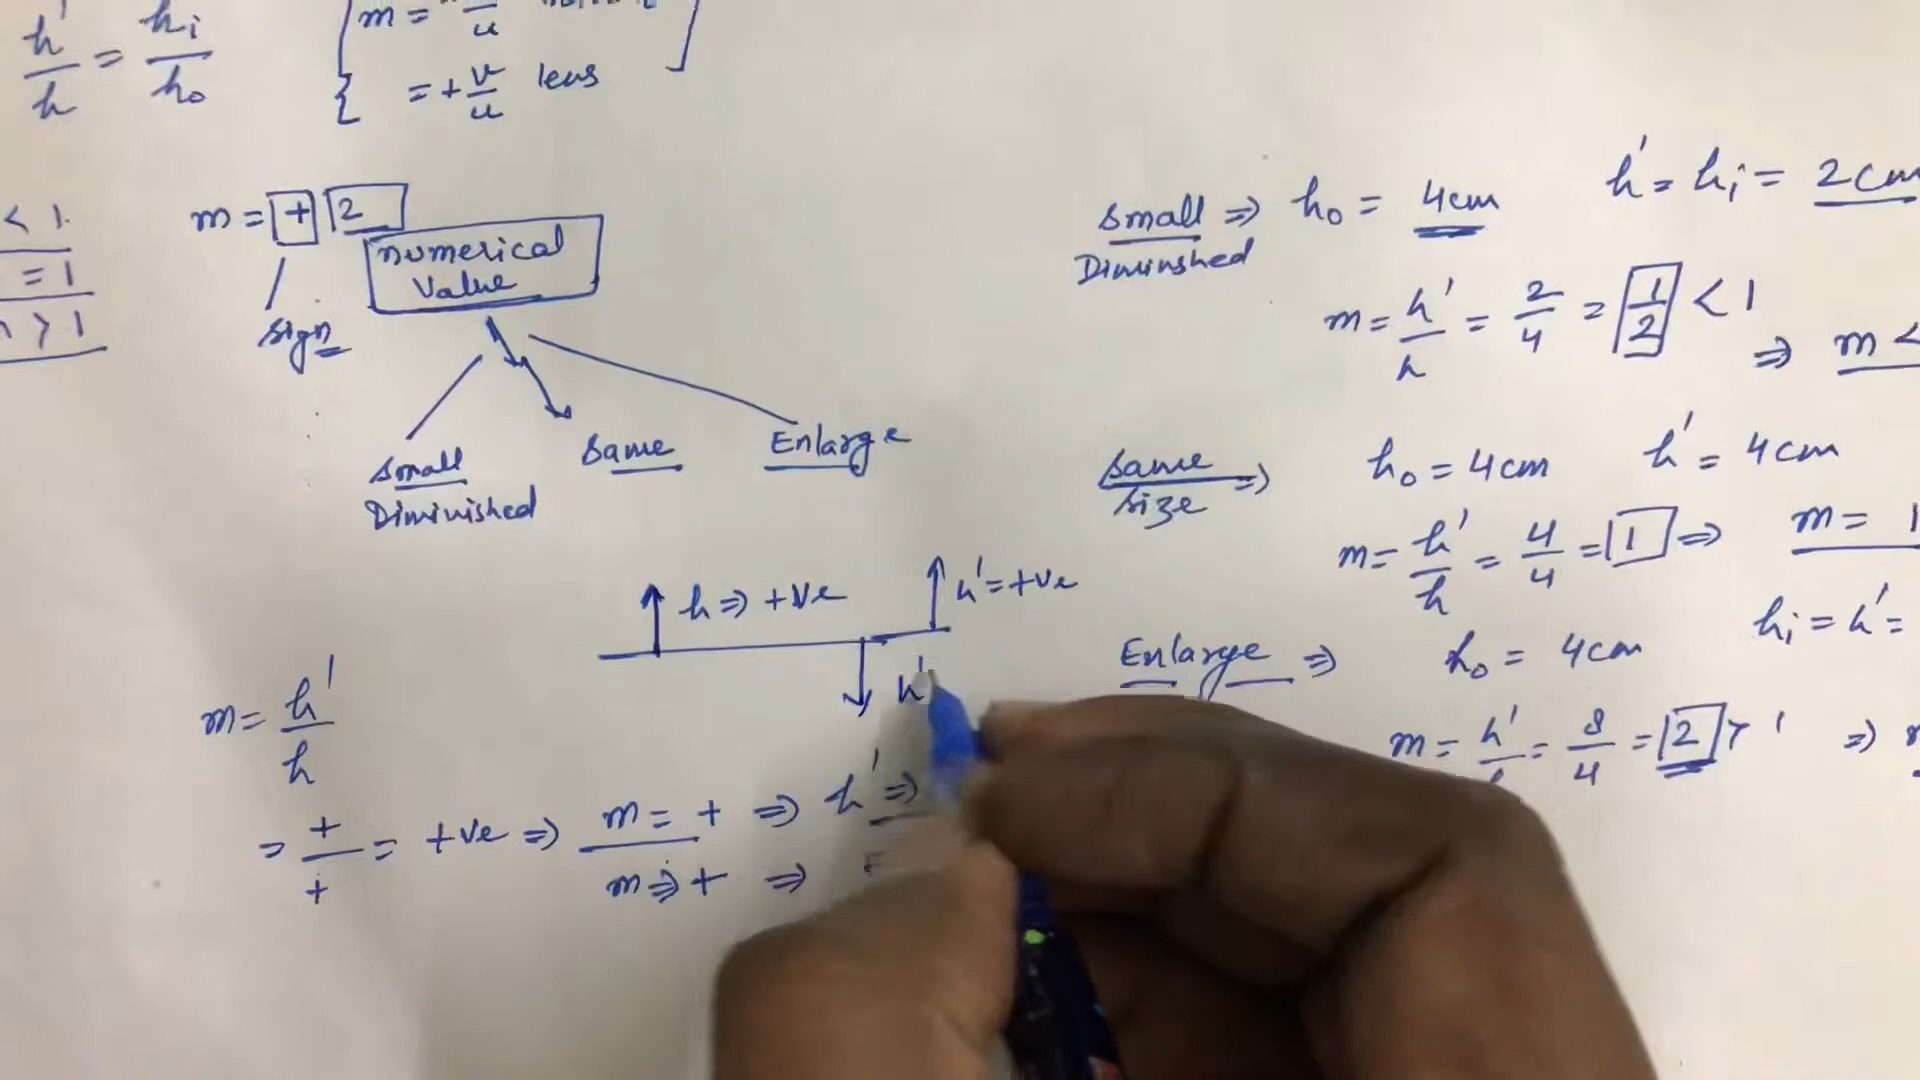 h'/h = hi/ho
m =
u
= + v/u lens
< 1.
= 1
> 1
m = + 2
numerical
Value
Sign
Small
Diminished
Same
Enlarge
h ⇒ +ve
h' = +ve
h'
m = h'/h
= +/+ = +ve ⇒ m = + ⇒ h' ⇒
m ⇒ + ⇒
Small ⇒ ho = 4cm h' = hi = 2cm
Diminshed
m = h'/h = 2/4 = 1/2 < 1
⇒ m <
Same
Size ⇒ ho = 4cm h' = 4cm
m = h'/h = 4/4 = 1 ⇒ m = 1
Enlarge ⇒ ho = 4cm hi = h' =
m = h'/ = 8/4 = 2 > 1 ⇒